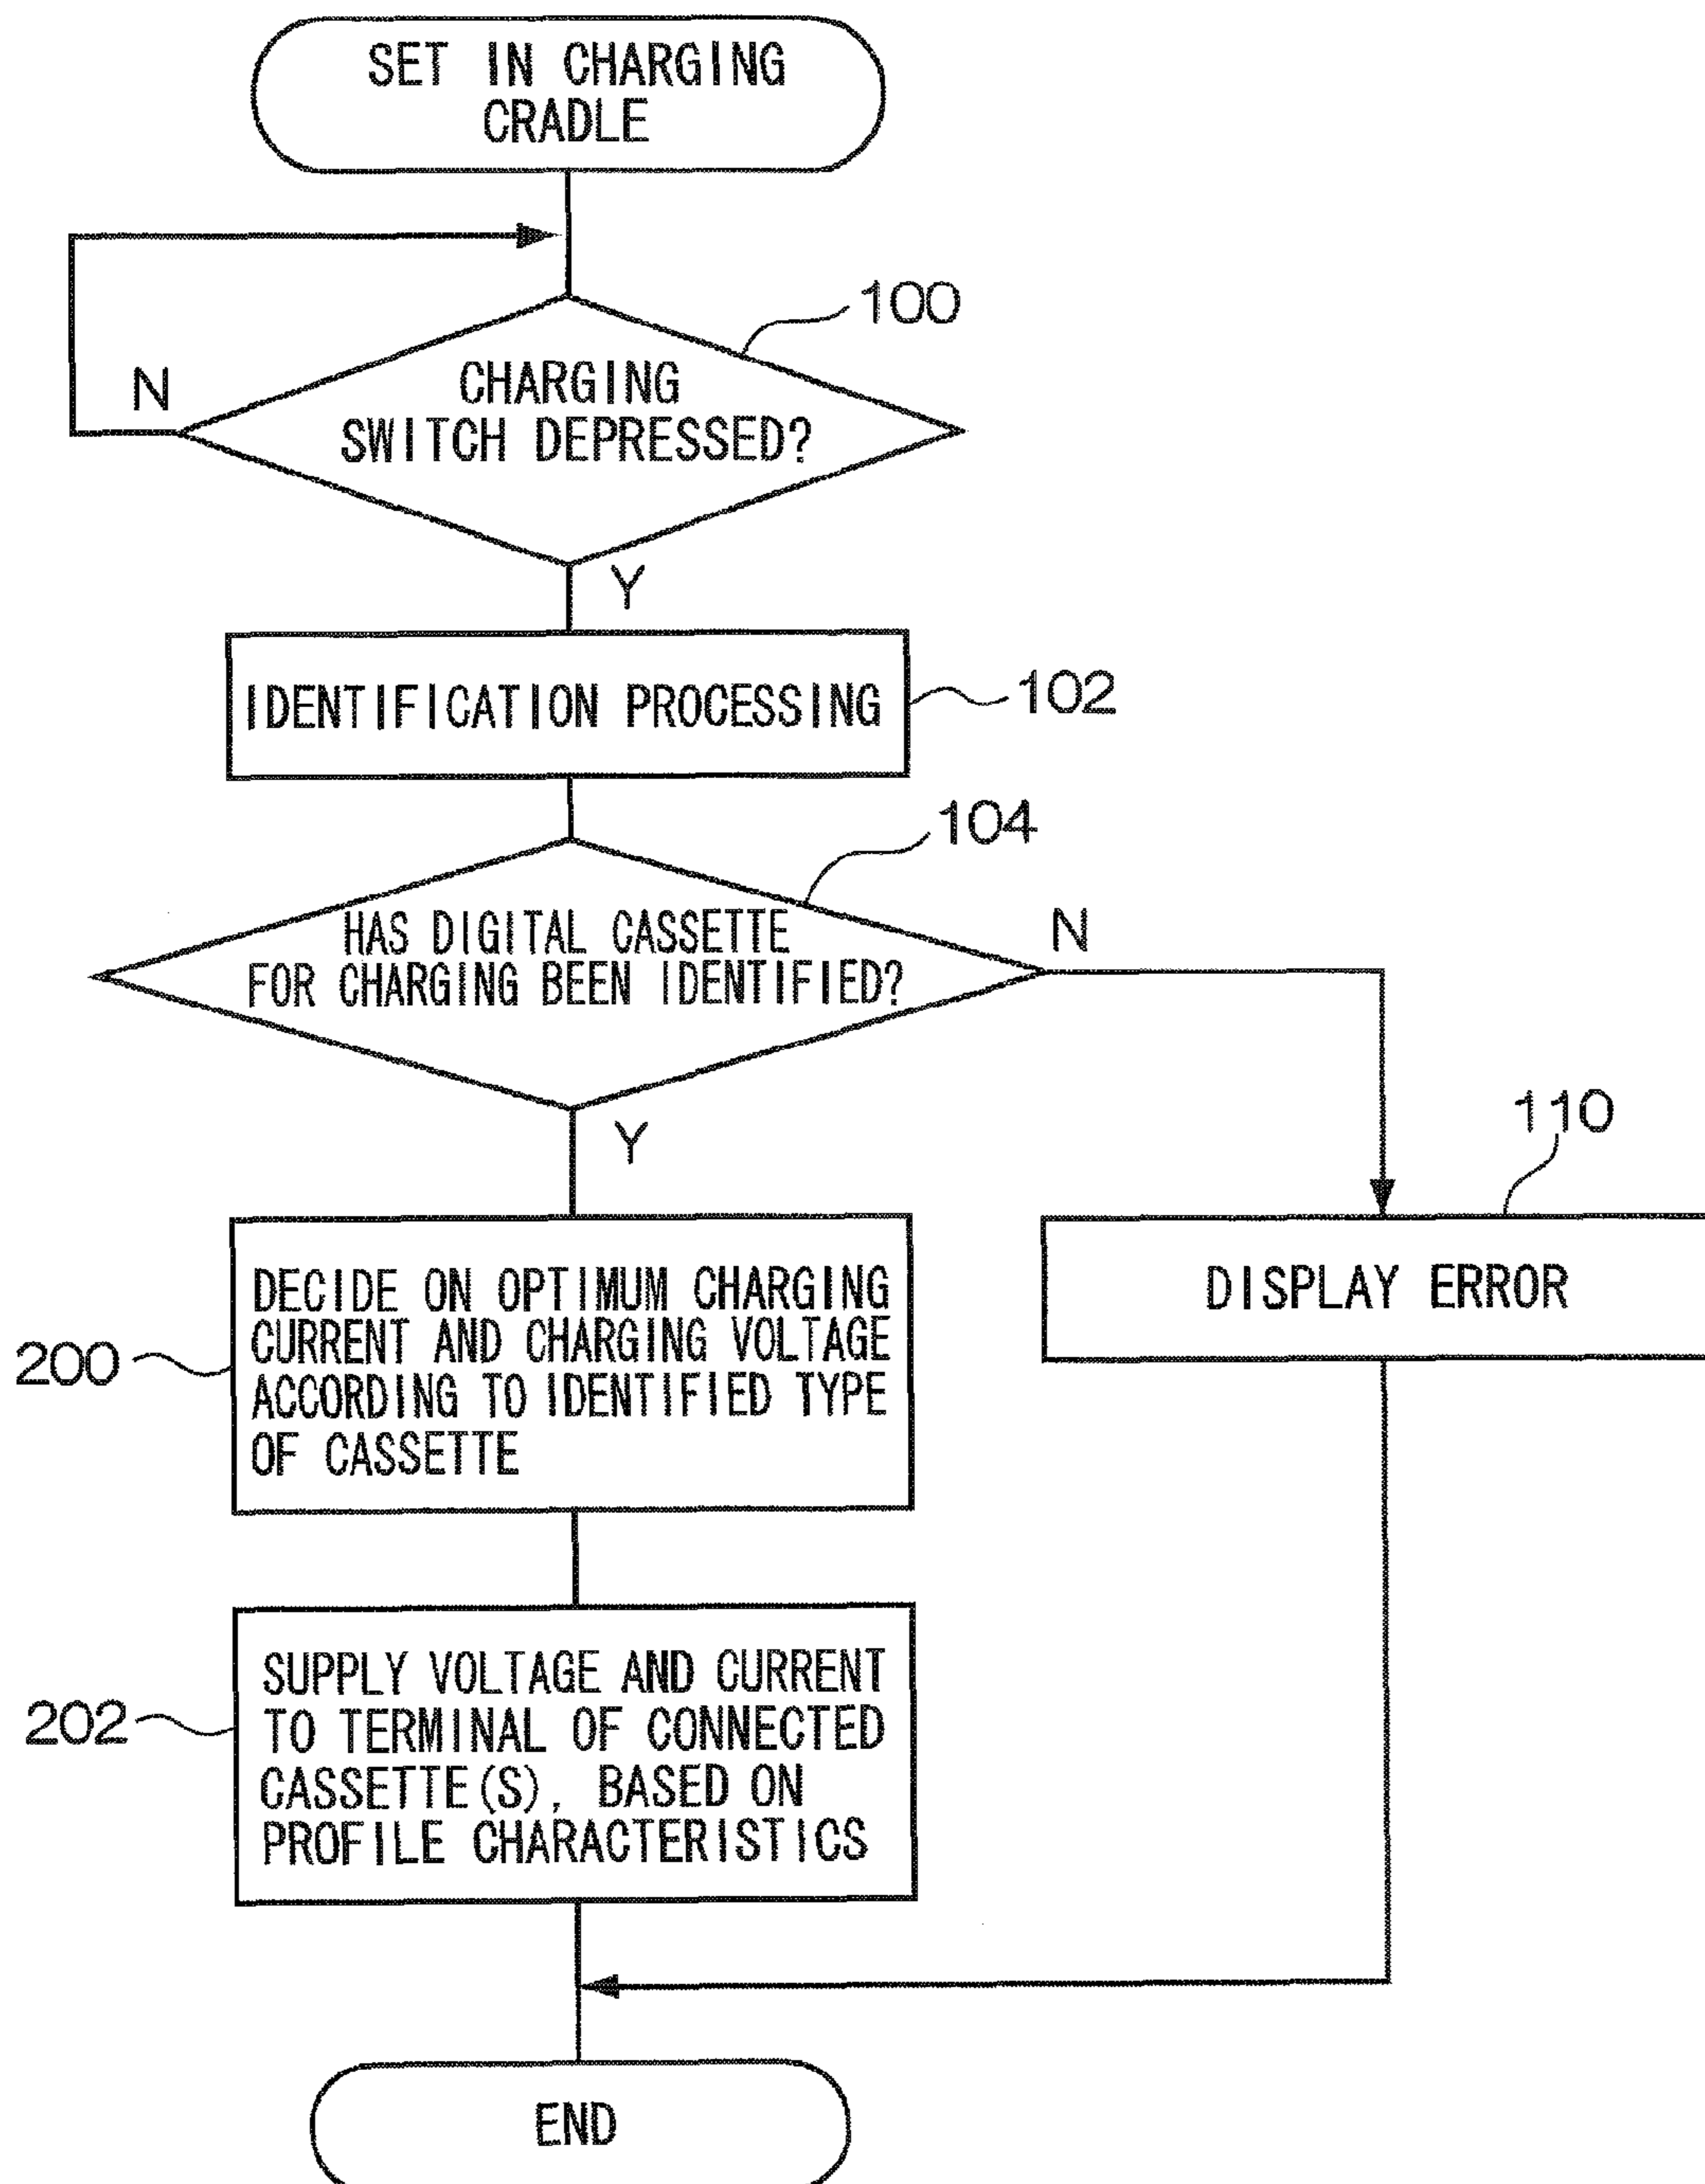 SET IN CHARGING
CRADLE
100
N
CHARGING
SWITCH DEPRESSED?
Y
IDENTIFICATION PROCESSING
102
104
HAS DIGITAL CASSETTE
FOR CHARGING BEEN IDENTIFIED?
N
Y
110
DISPLAY ERROR
200
DECIDE ON OPTIMUM CHARGING
CURRENT AND CHARGING VOLTAGE
ACCORDING TO IDENTIFIED TYPE
OF CASSETTE
202
SUPPLY VOLTAGE AND CURRENT
TO TERMINAL OF CONNECTED
CASSETTE(S), BASED ON
PROFILE CHARACTERISTICS
END